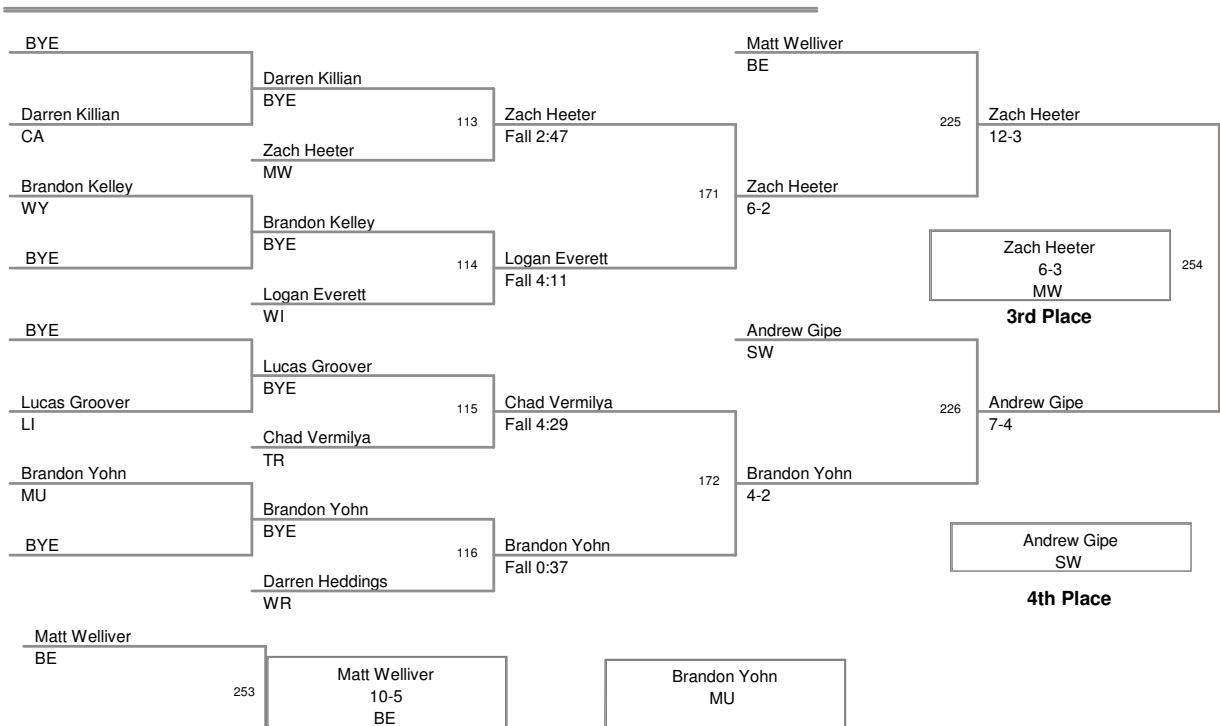 BYE
Darren Killian
CA
Brandon Kelley
WY
BYE
BYE
Lucas Groover
LI
Brandon Yohn
MU
BYE
Darren Killian
BYE
113
Zach Heeter
MW
Brandon Kelley
BYE
114
Logan Everett
WI
Lucas Groover
BYE
115
Chad Vermilya
TR
Brandon Yohn
BYE
116
Darren Heddings
WR
Zach Heeter
Fall 2:47
171
Logan Everett
Fall 4:11
Chad Vermilya
Fall 4:29
172
Brandon Yohn
Fall 0:37
Matt Welliver
BE
225
Zach Heeter
6-2
Andrew Gipe
SW
226
Brandon Yohn
4-2
Zach Heeter
12-3
Zach Heeter
6-3
MW
254
3rd Place
Andrew Gipe
7-4
Andrew Gipe
SW
4th Place
Matt Welliver
BE
253
Matt Welliver
10-5
BE
Brandon Yohn
MU